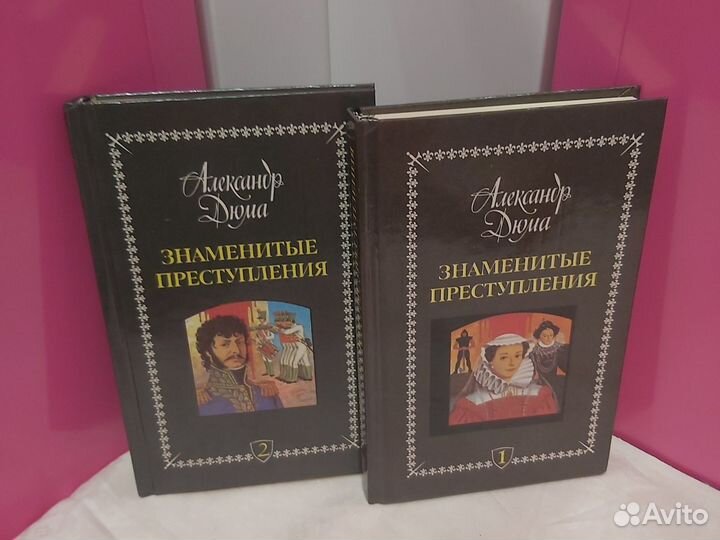 Александр
Дюма
ЗНАМЕНИТЫЕ
ПРЕСТУПЛЕНИЯ
2
Александр
Дюма
ЗНАМЕНИТЫЕ
ПРЕСТУПЛЕНИЯ
1
Avito